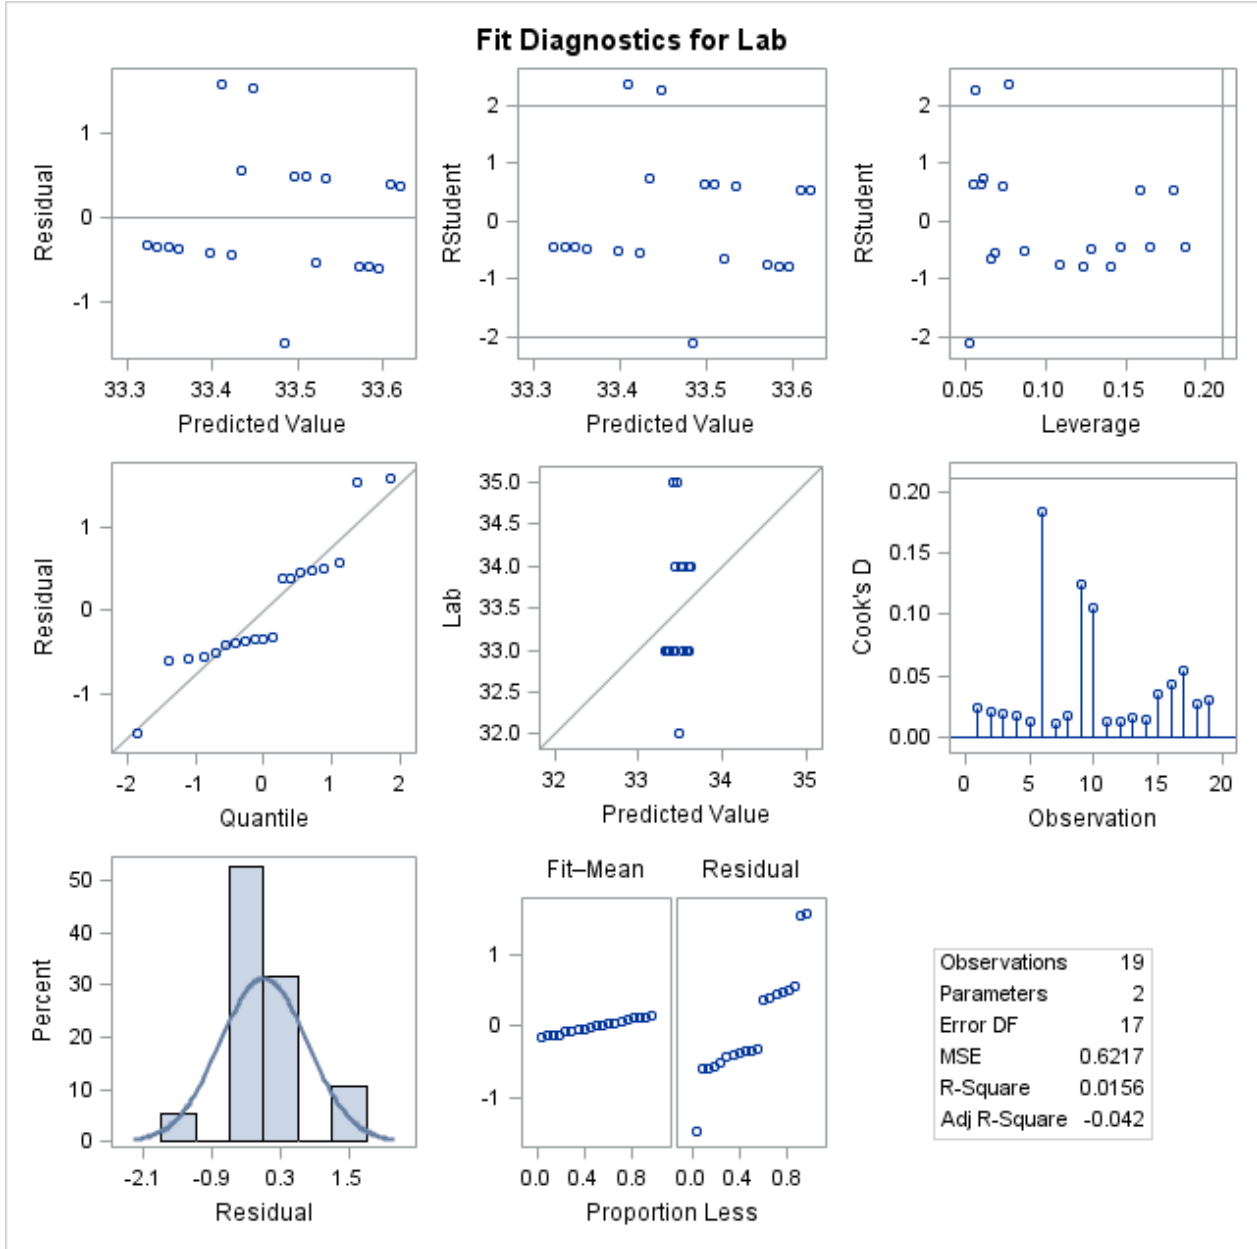 Fit Diagnostics for Lab
Residual
1
0
-1
33.3 33.4 33.5 33.6
Predicted Value
RStudent
2
1
0
-1
-2
33.3 33.4 33.5 33.6
Predicted Value
RStudent
2
1
0
-1
-2
0.05 0.10 0.15 0.20
Leverage
Residual
1
0
-1
-2 -1 0 1 2
Quantile
Lab
35.0
34.5
34.0
33.5
33.0
32.5
32.0
32 33 34 35
Predicted Value
Cook's D
0.20
0.15
0.10
0.05
0.00
0 5 10 15 20
Observation
Percent
50
40
30
20
10
0
-2.1 -0.9 0.3 1.5
Residual
Fit–Mean Residual
1
0
-1
0.0 0.4 0.8 0.0 0.4 0.8
Proportion Less
Observations 19
Parameters 2
Error DF 17
MSE 0.6217
R-Square 0.0156
Adj R-Square -0.042